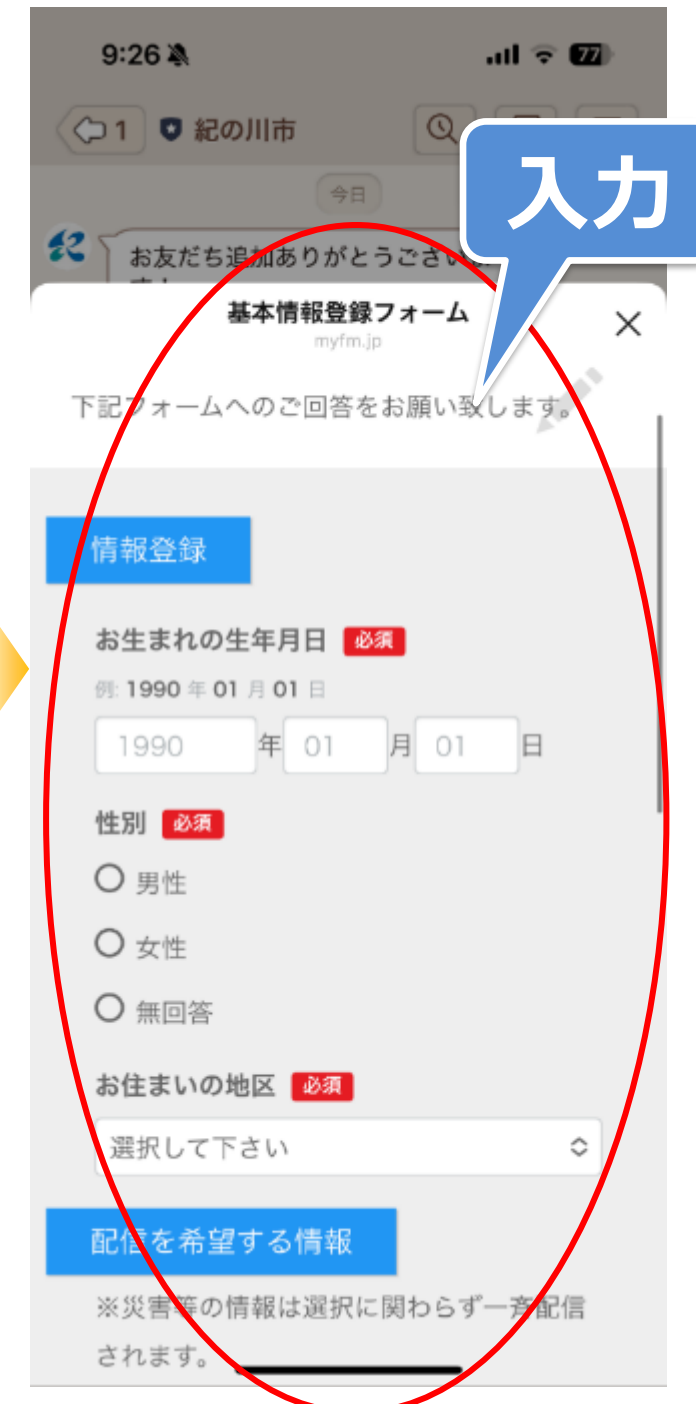 9:26
77
1
紀の川市
入力
今日
お友だち追加ありがとうござい
基本情報登録フォーム
myfm.jp
下記フォームへのご回答をお願い致します。
情報登録
お生まれの生年月日 必須
例: 1990 年 01 月 01 日
1990 年 01 月 01 日
性別 必須
男性
女性
無回答
お住まいの地区 必須
選択して下さい
配信を希望する情報
※災害等の情報は選択に関わらず一斉配信
されます。